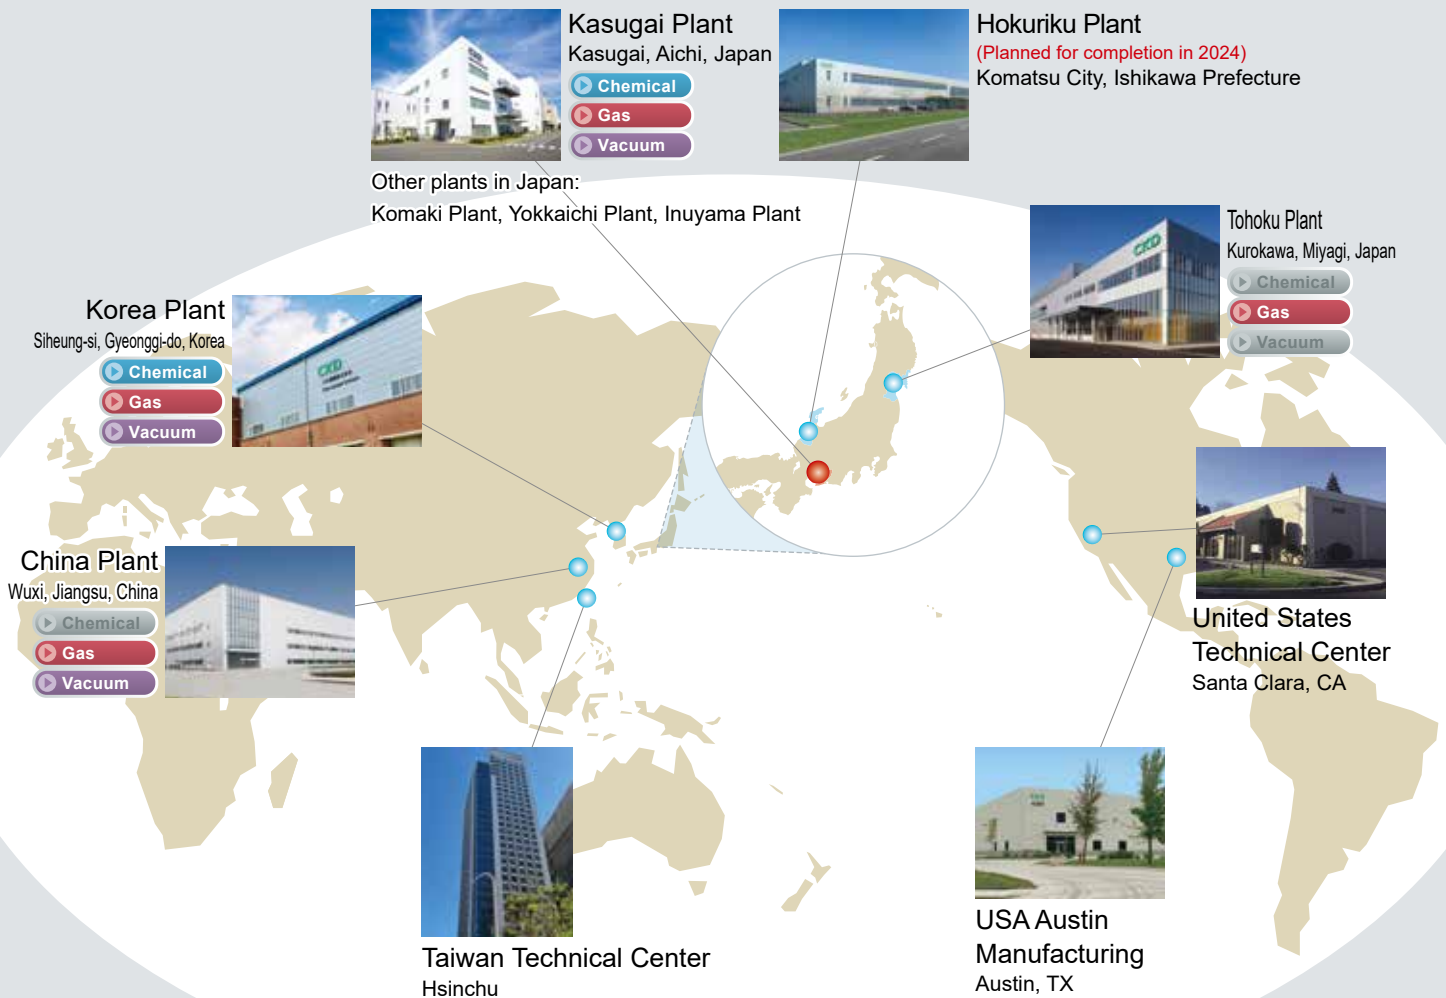 Kasugai Plant
Kasugai, Aichi, Japan
Chemical
Gas
Vacuum
Hokuriku Plant
(Planned for completion in 2024)
Komatsu City, Ishikawa Prefecture
Other plants in Japan:
Komaki Plant, Yokkaichi Plant, Inuyama Plant
CKD
Tohoku Plant
Kurokawa, Miyagi, Japan
Chemical
Gas
Vacuum
Korea Plant
Siheung-si, Gyeonggi-do, Korea
Chemical
Gas
Vacuum
CKD
China Plant
Wuxi, Jiangsu, China
Chemical
Gas
Vacuum
United States
Technical Center
Santa Clara, CA
Taiwan Technical Center
Hsinchu
USA Austin
Manufacturing
Austin, TX